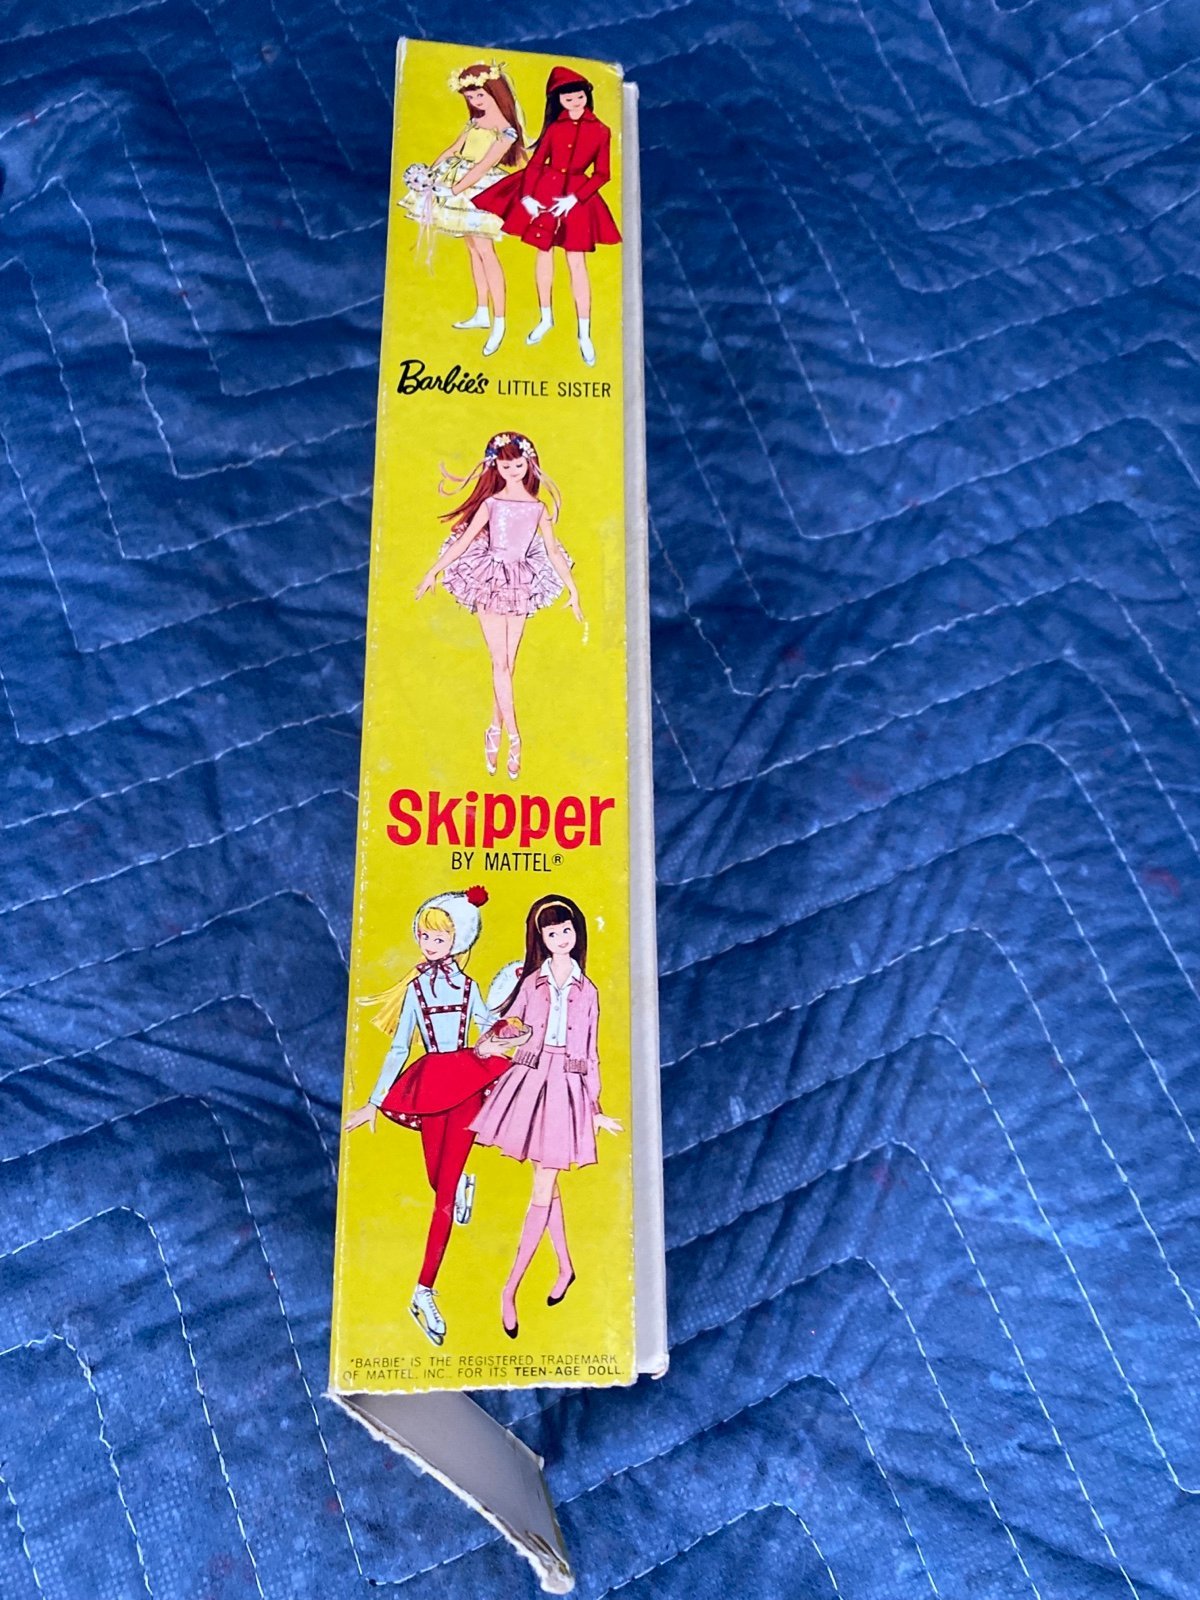 Barbie's LITTLE SISTER
Skipper
BY MATTEL®
"BARBIE" IS THE REGISTERED TRADEMARK
OF MATTEL, INC., FOR ITS TEEN-AGE DOLL.